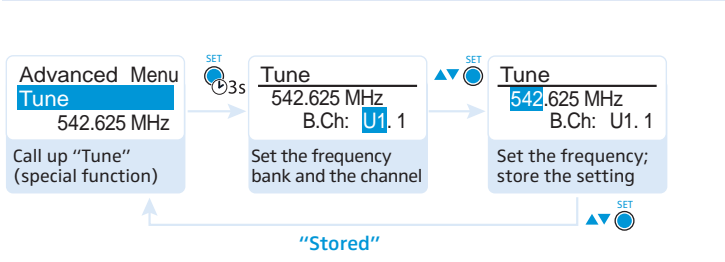 Advanced Menu
Tune
542.625 MHz
Call up “Tune”
(special function)
SET
3s
Tune
542.625 MHz
B.Ch: U1. 1
Set the frequency
bank and the channel
SET
Tune
542.625 MHz
B.Ch: U1. 1
Set the frequency;
store the setting
SET
“Stored”